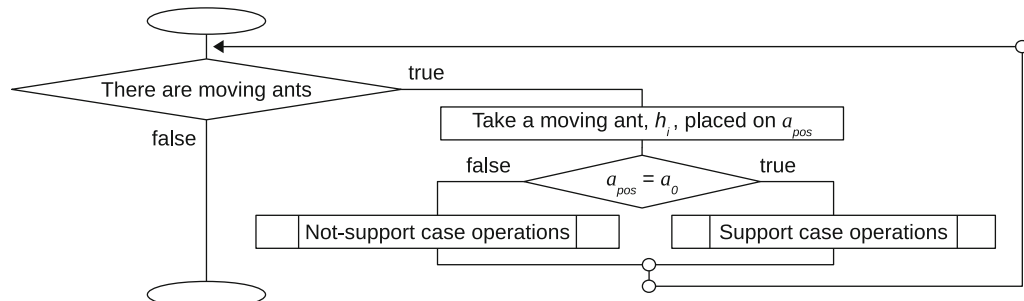 There are moving ants
true
false
Take a moving ant, h_i, placed on a_pos
false
true
a_pos = a_0
Not-support case operations
Support case operations